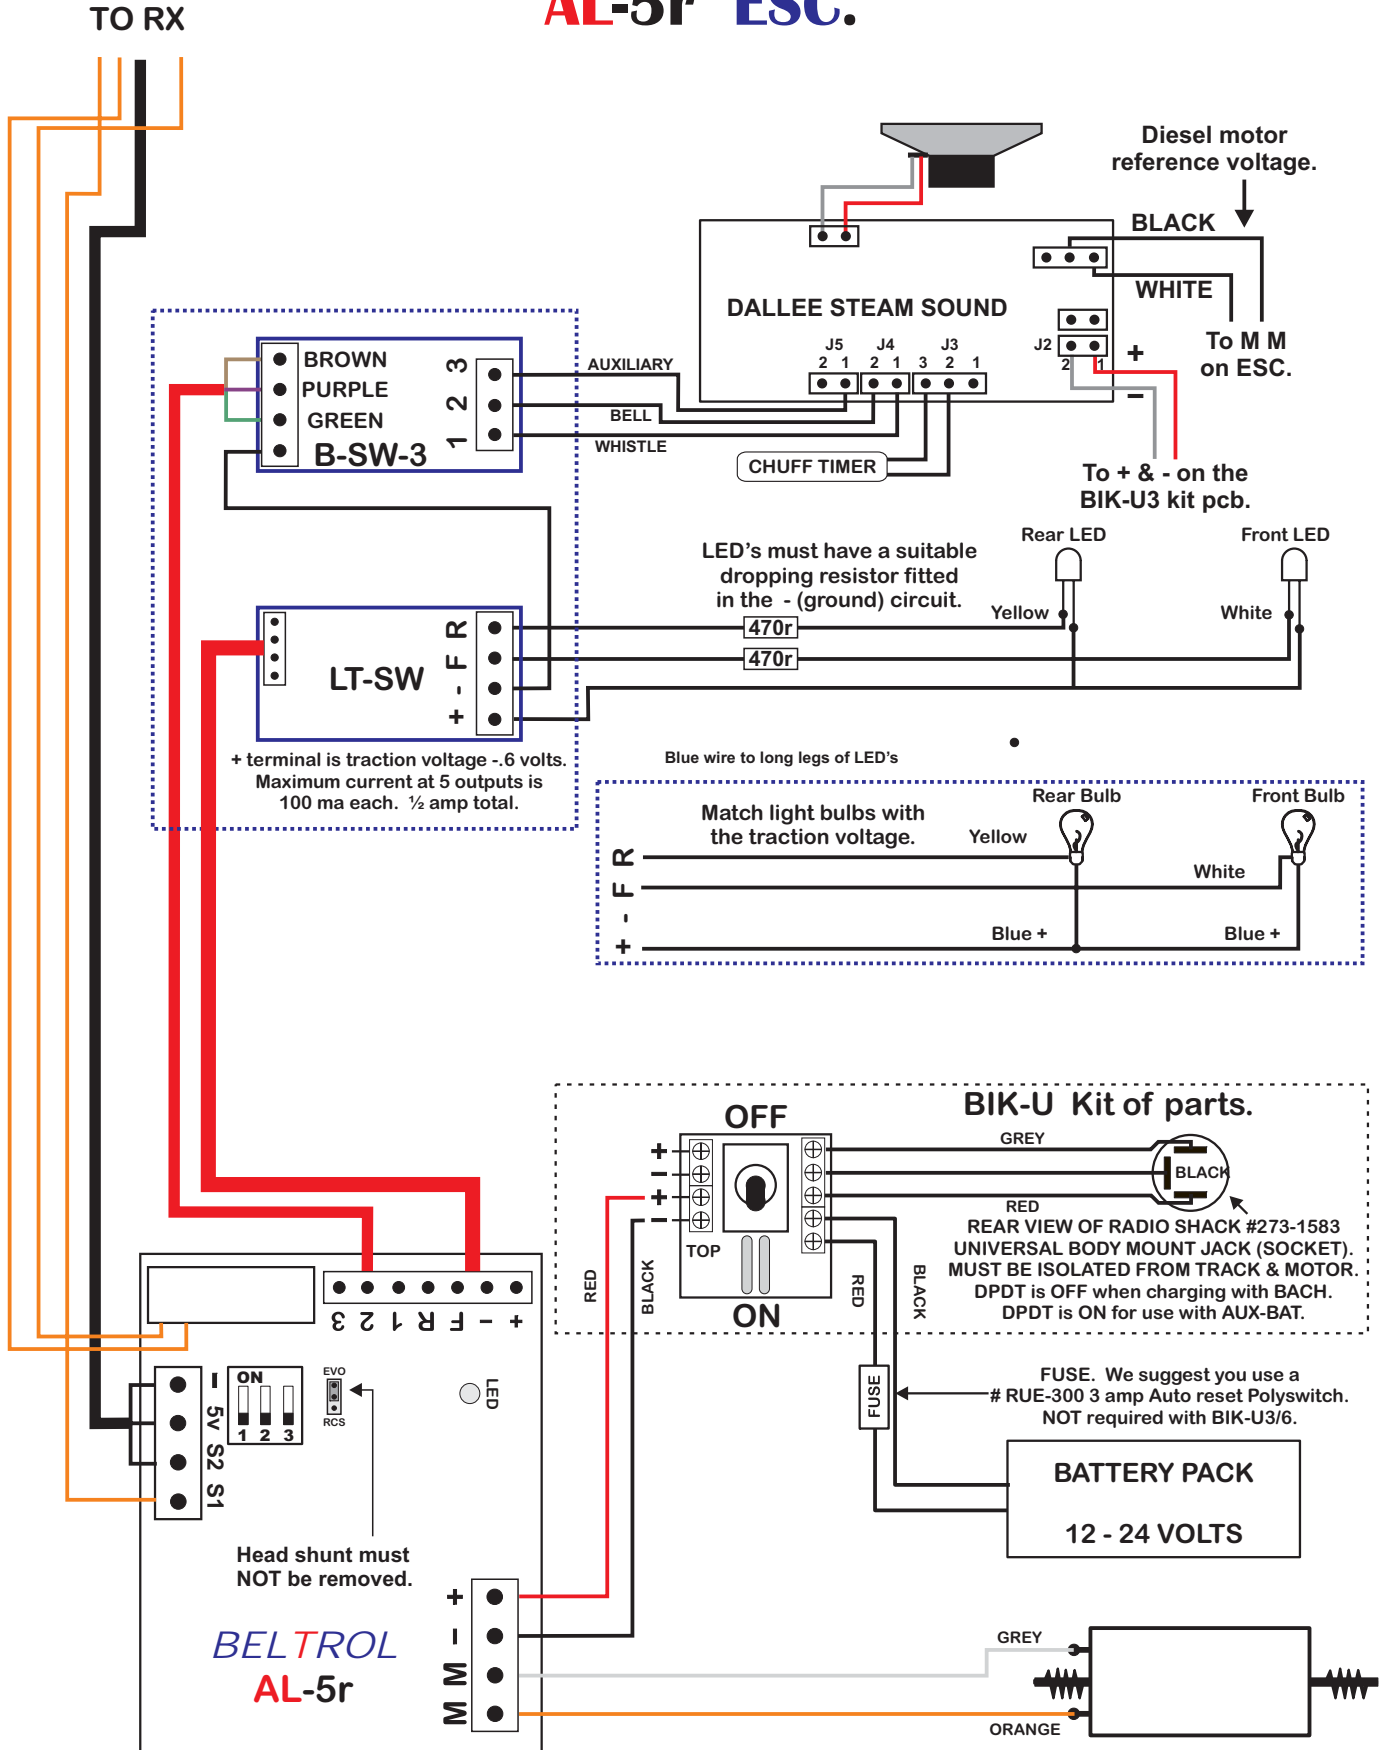 AL-5r ESC.
TO RX
Diesel motor
reference voltage.
BLACK
WHITE
DALLEE STEAM SOUND
To M M
on ESC.
J5
J4
J3
2 1
2 1
3 2 1
J2
2
1
+
−
BROWN
PURPLE
GREEN
B-SW-3
3
2
1
AUXILIARY
BELL
WHISTLE
CHUFF TIMER
To + & - on the
BIK-U3 kit pcb.
LED's must have a suitable
dropping resistor fitted
in the - (ground) circuit.
Rear LED
Front LED
Yellow
White
470r
470r
LT-SW
R
F
-
+
+ terminal is traction voltage -.6 volts.
Maximum current at 5 outputs is
100 ma each. ½ amp total.
Blue wire to long legs of LED's
Match light bulbs with
the traction voltage.
Rear Bulb
Front Bulb
Yellow
White
R
F
-
+
Blue +
Blue +
BIK-U Kit of parts.
OFF
+
−
+
−
TOP
ON
GREY
BLACK
RED
RED
BLACK
RED
BLACK
REAR VIEW OF RADIO SHACK #273-1583
UNIVERSAL BODY MOUNT JACK (SOCKET).
MUST BE ISOLATED FROM TRACK & MOTOR.
DPDT is OFF when charging with BACH.
DPDT is ON for use with AUX-BAT.
3 2 1 R F − +
ON
1 2 3
EVO
RCS
LED
−
5v
S2
S1
FUSE
FUSE. We suggest you use a
# RUE-300 3 amp Auto reset Polyswitch.
NOT required with BIK-U3/6.
BATTERY PACK
12 - 24 VOLTS
Head shunt must
NOT be removed.
BELTROL
AL-5r
+
−
M
M
GREY
ORANGE